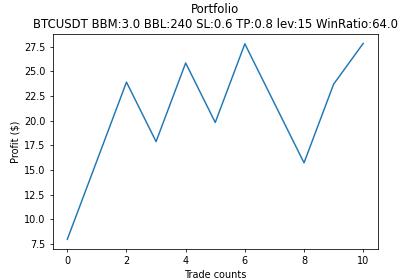 Portfolio
BTCUSDT BBM:3.0 BBL:240 SL:0.6 TP:0.8 lev:15 WinRatio:64.0
27.5
25.0
22.5
20.0
17.5
15.0
12.5
10.0
7.5
Profit ($)
0 2 4 6 8 10
Trade counts